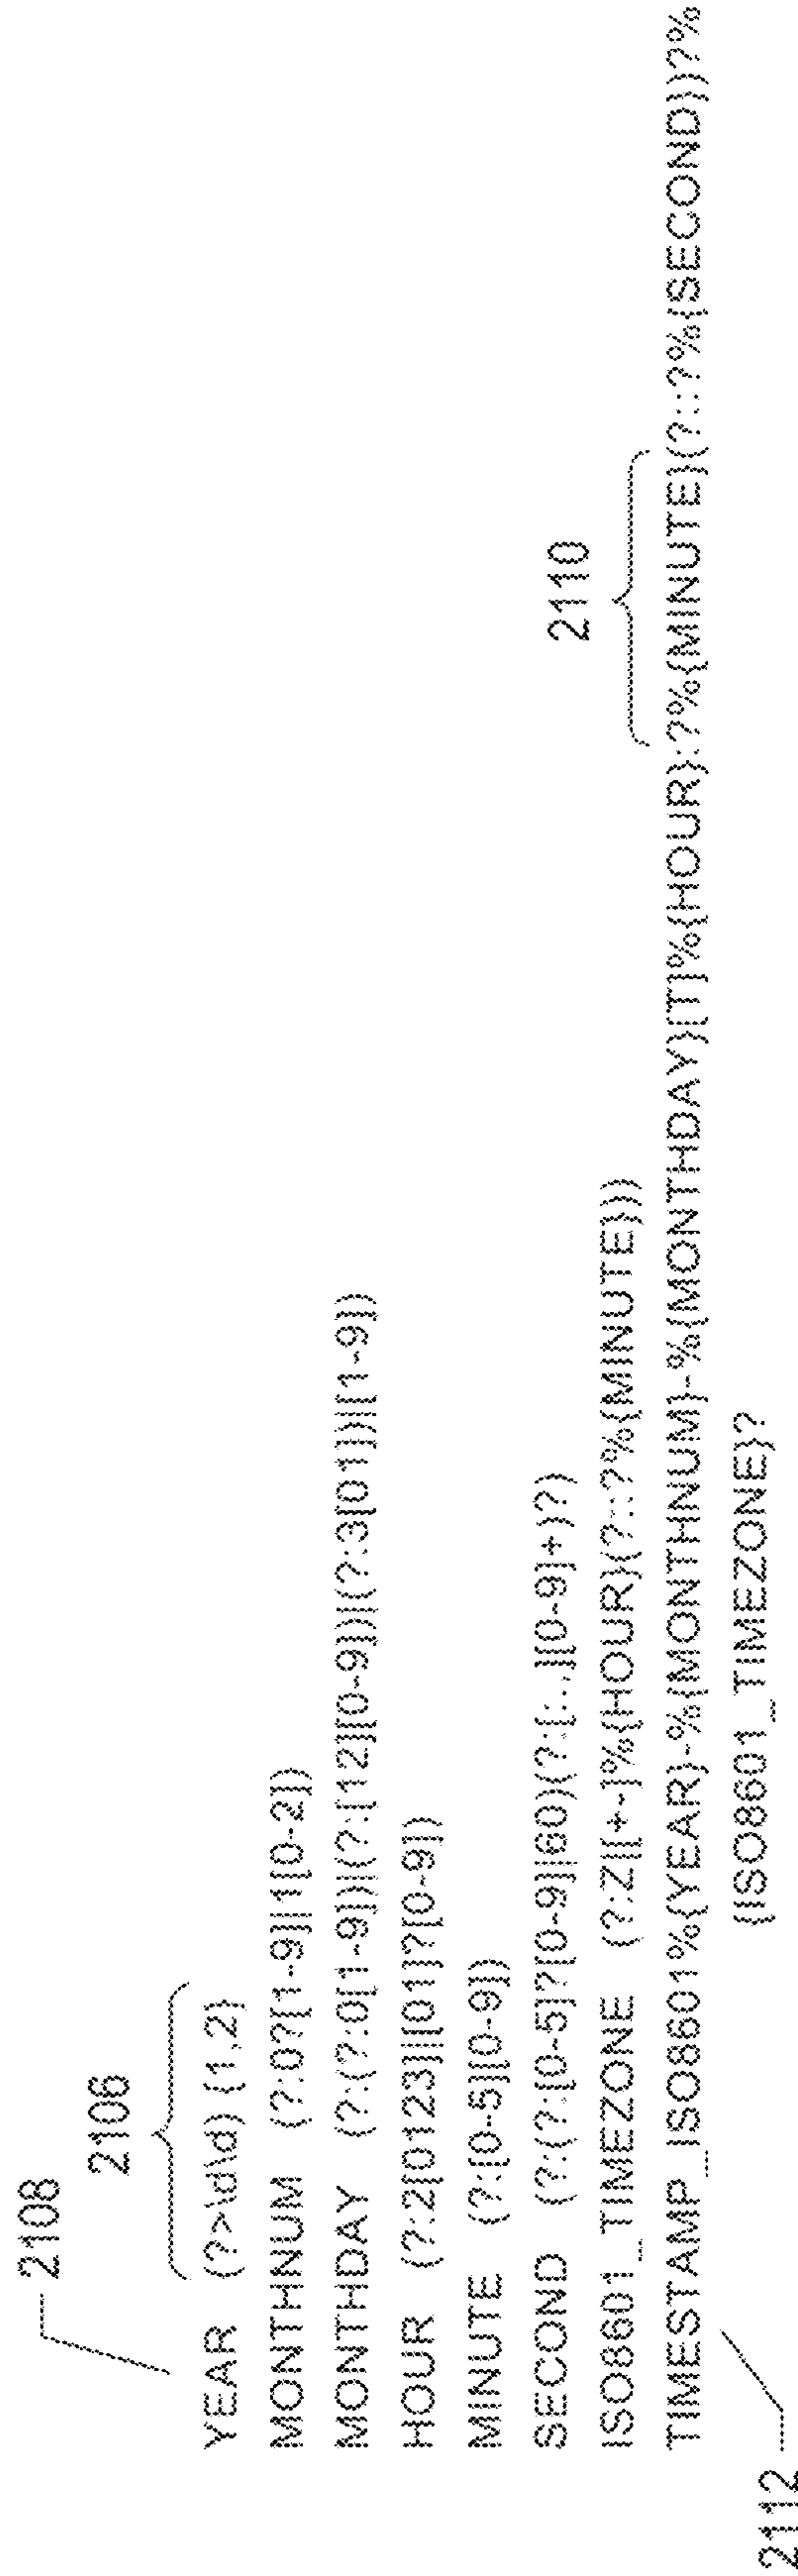 2108
2106
YEAR (?>\d\d) {1,2}
MONTHNUM (?:0?[1-9]|1[0-2])
MONTHDAY (?:(?:0[1-9])|(?:[12][0-9])|(?:3[01])|[1-9])
HOUR (?:2[0123]|[01]?[0-9])
MINUTE (?:[0-5][0-9])
SECOND (?:(?:[0-5]?[0-9]|60)(?:[:.,][0-9]+)?)
ISO8601_TIMEZONE (?:Z|[+-]%{HOUR}(?::?%{MINUTE}))
2110
TIMESTAMP_ISO8601%{YEAR}-%{MONTHNUM}-%{MONTHDAY}[T]%{HOUR}:?%{MINUTE}(?::?%{SECOND})?%
{ISO8601_TIMEZONE}?
2112